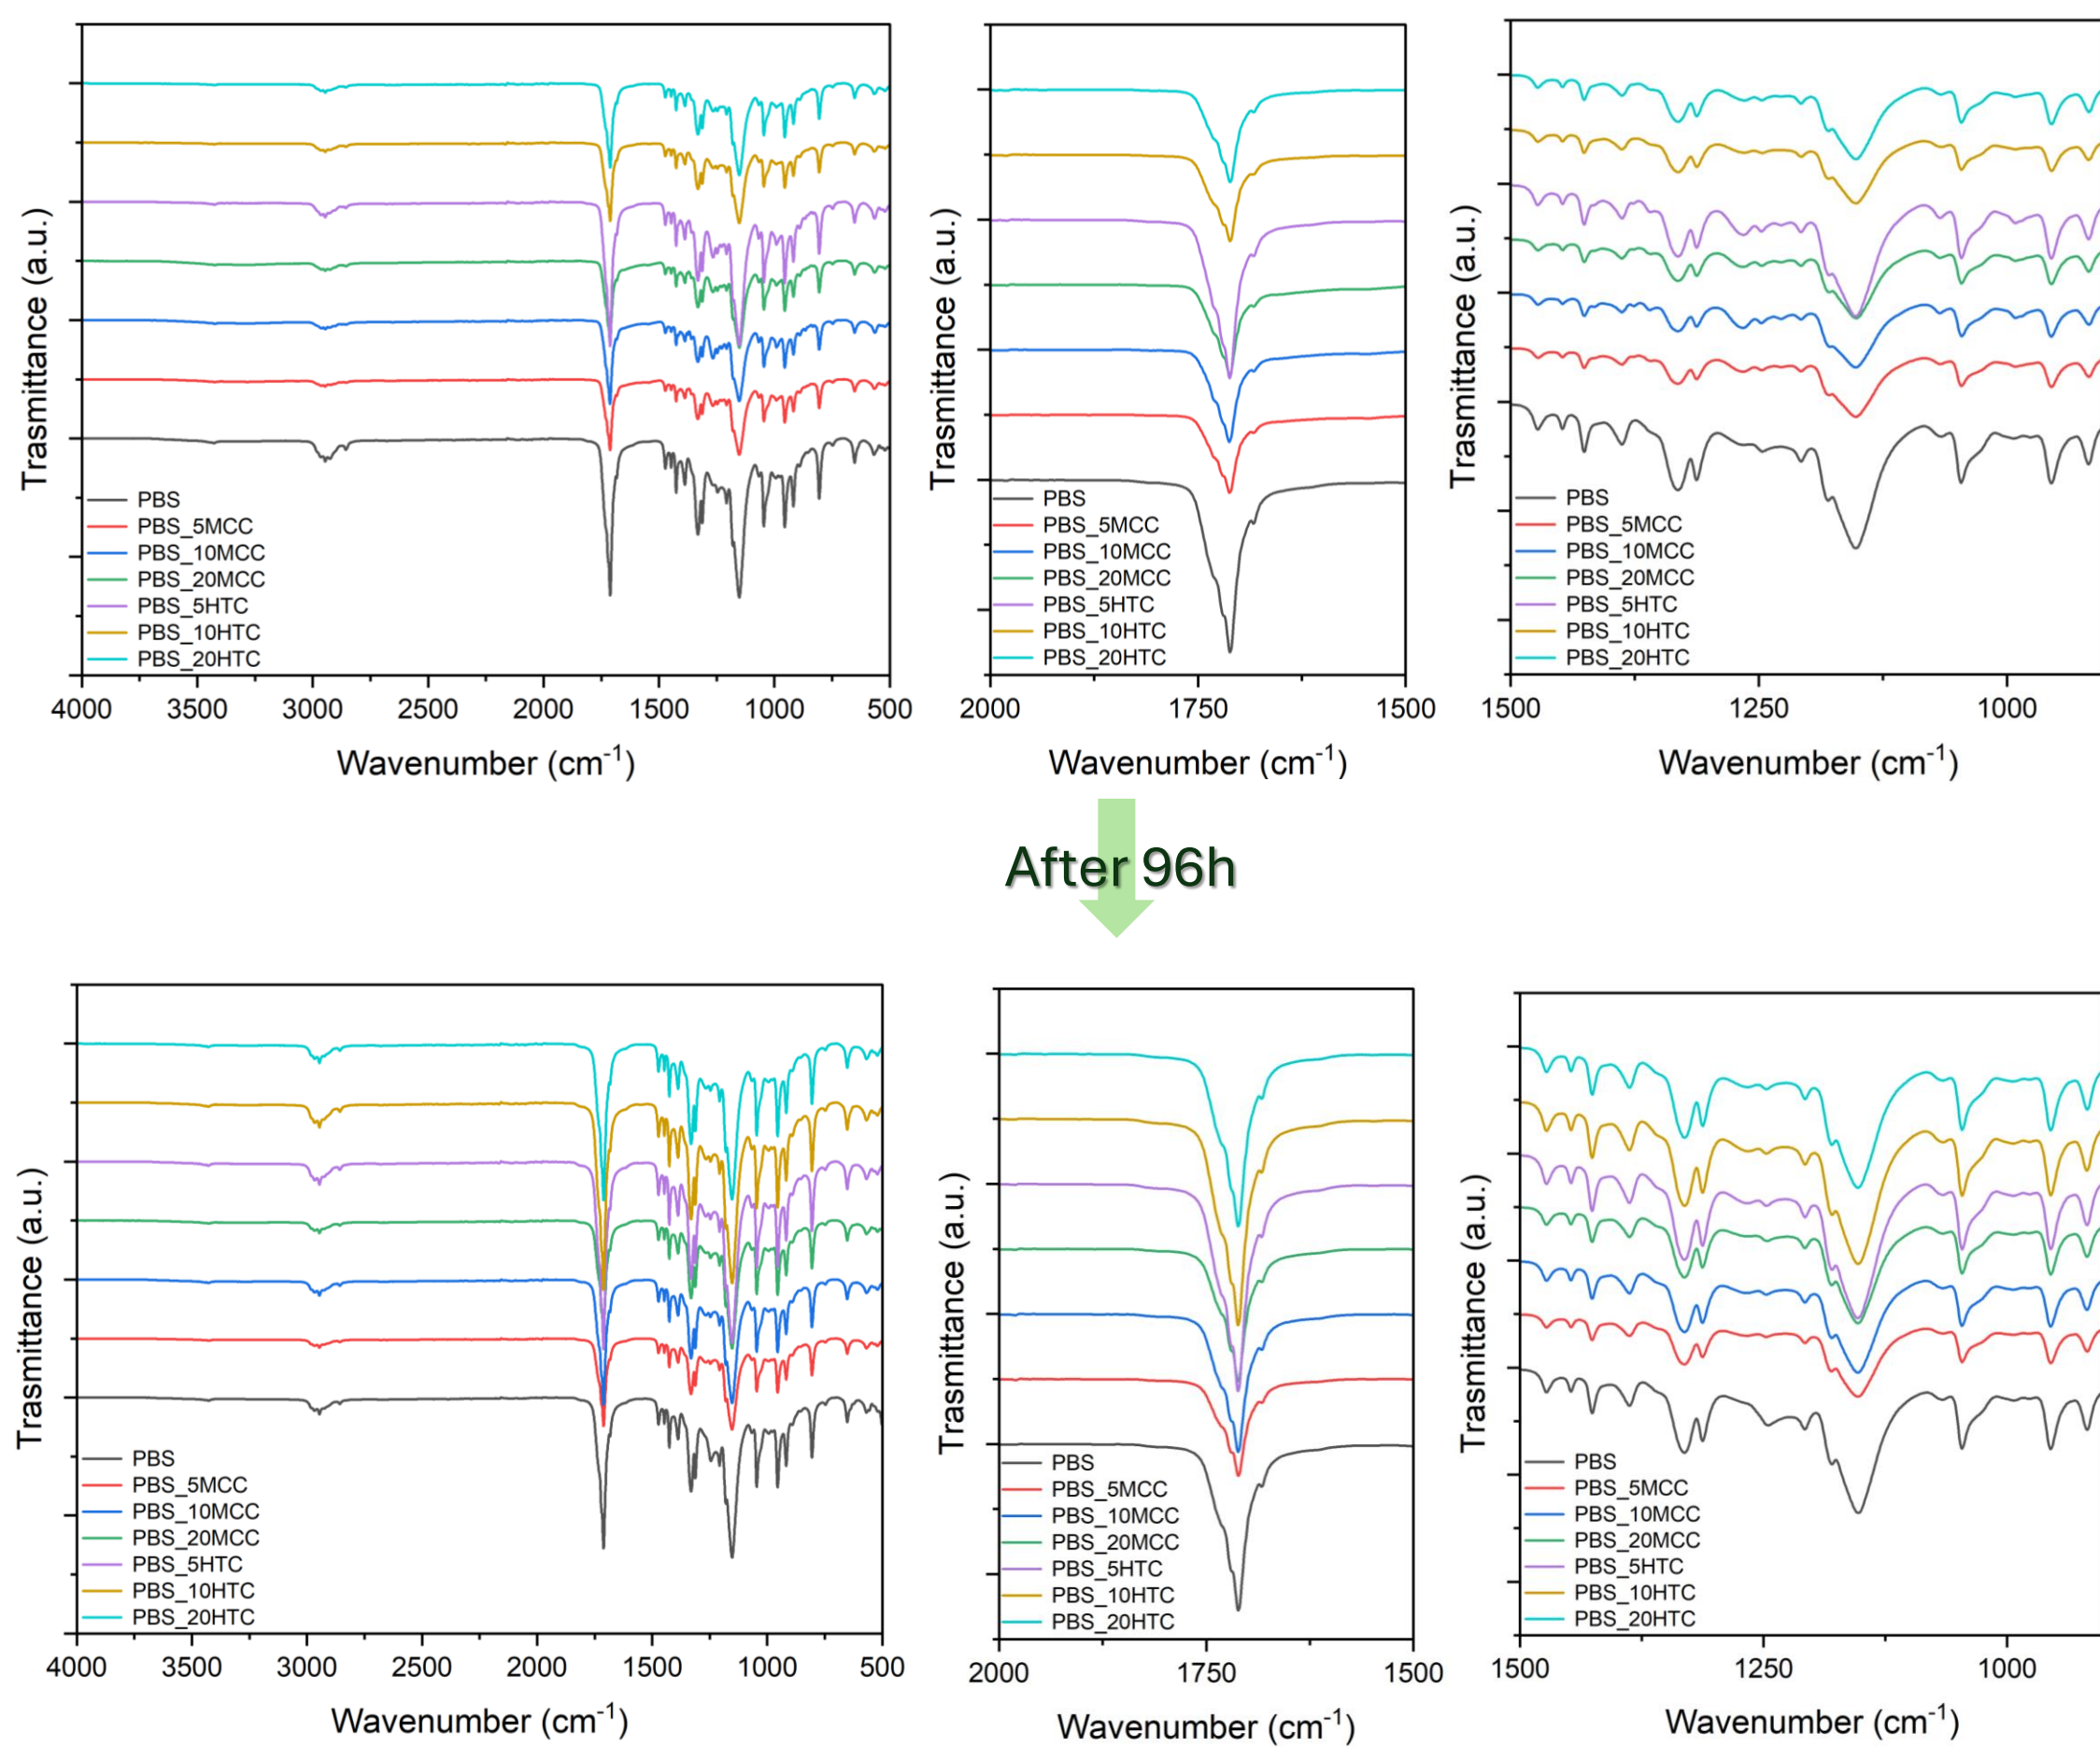 Trasmittance (a.u.)
PBS
PBS_5MCC
PBS_10MCC
PBS_20MCC
PBS_5HTC
PBS_10HTC
PBS_20HTC
4000 3500 3000 2500 2000 1500 1000 500
Wavenumber (cm-1)
Trasmittance (a.u.)
PBS
PBS_5MCC
PBS_10MCC
PBS_20MCC
PBS_5HTC
PBS_10HTC
PBS_20HTC
2000 1750 1500
Wavenumber (cm-1)
Trasmittance (a.u.)
PBS
PBS_5MCC
PBS_10MCC
PBS_20MCC
PBS_5HTC
PBS_10HTC
PBS_20HTC
1500 1250 1000
Wavenumber (cm-1)
After 96h
Trasmittance (a.u.)
PBS
PBS_5MCC
PBS_10MCC
PBS_20MCC
PBS_5HTC
PBS_10HTC
PBS_20HTC
4000 3500 3000 2500 2000 1500 1000 500
Wavenumber (cm-1)
Trasmittance (a.u.)
PBS
PBS_5MCC
PBS_10MCC
PBS_20MCC
PBS_5HTC
PBS_10HTC
PBS_20HTC
2000 1750 1500
Wavenumber (cm-1)
Trasmittance (a.u.)
PBS
PBS_5MCC
PBS_10MCC
PBS_20MCC
PBS_5HTC
PBS_10HTC
PBS_20HTC
1500 1250 1000
Wavenumber (cm-1)